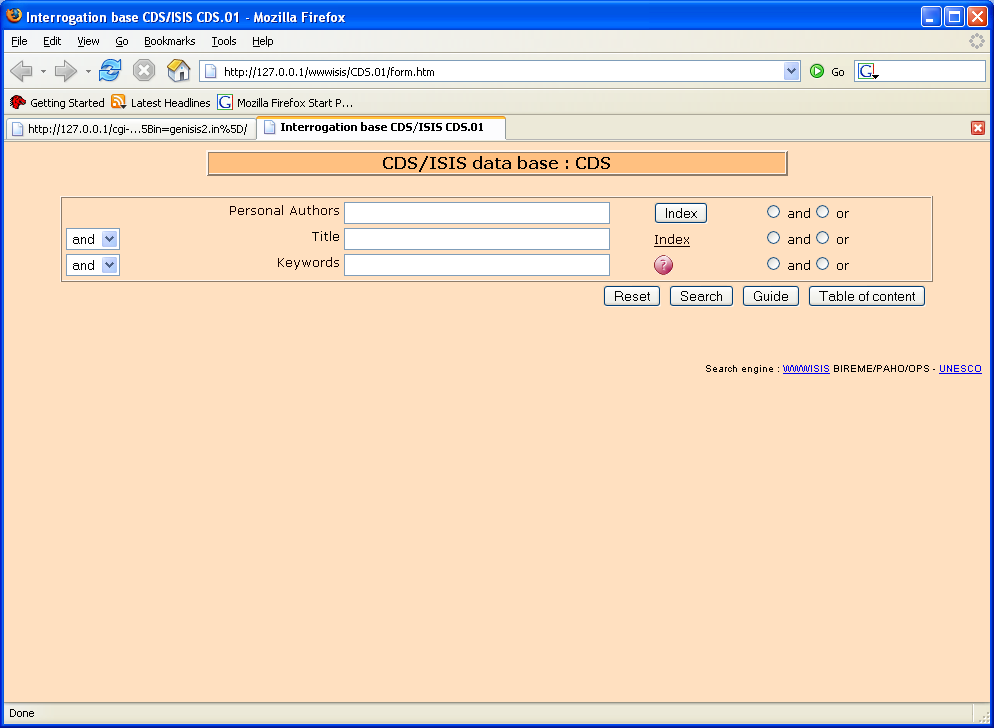 Interrogation base CDS/ISIS CDS.01 - Mozilla Firefox
File Edit View Go Bookmarks Tools Help
http://127.0.0.1/wwwisis/CDS.01/form.htm Go G
Getting Started Latest Headlines G Mozilla Firefox Start P...
http://127.0.0.1/cgi-...5Bin=genisis2.in%5D/ Interrogation base CDS/ISIS CDS.01
CDS/ISIS data base : CDS
Personal Authors Index and or
and Title Index and or
and Keywords ? and or
Reset Search Guide Table of content
Search engine : WWWISIS BIREME/PAHO/OPS - UNESCO
Done